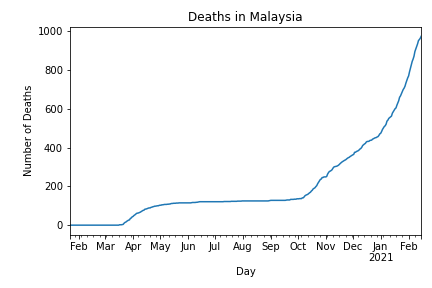 Deaths in Malaysia
1000
800
600
400
200
0
Number of Deaths
Feb Mar Apr May Jun Jul Aug Sep Oct Nov Dec Jan Feb
2021
Day